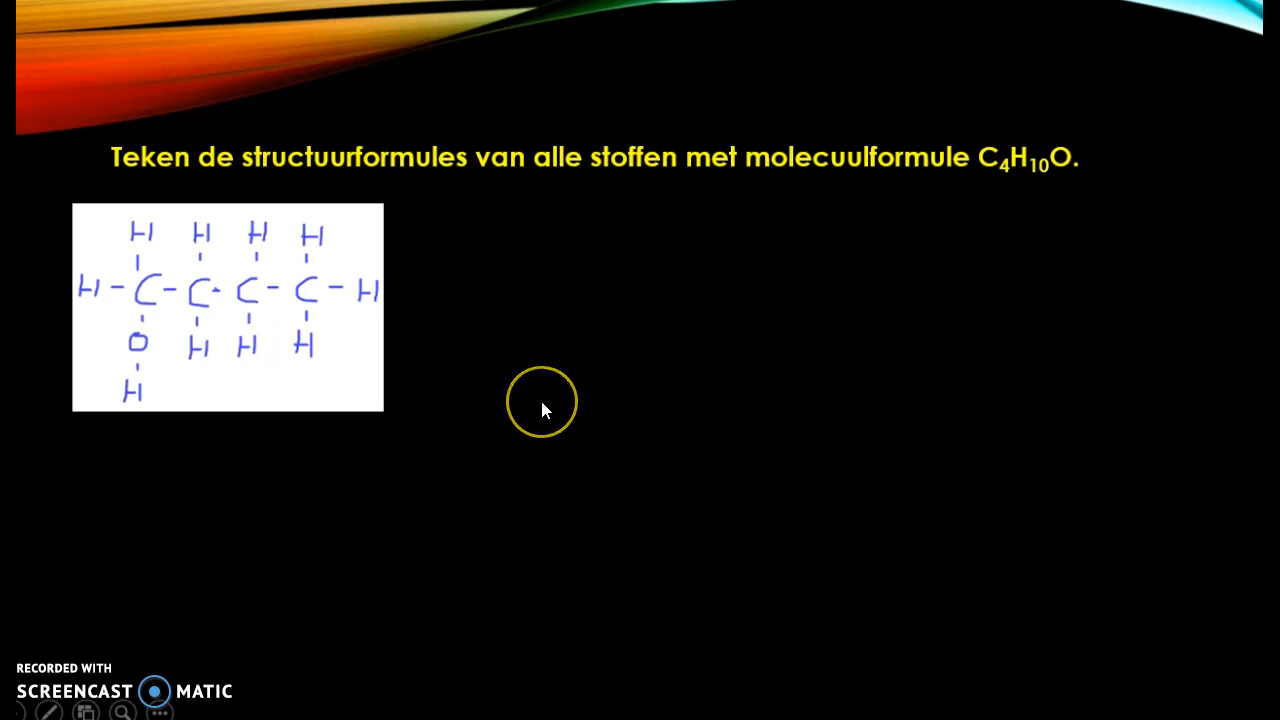 Teken de structuurformules van alle stoffen met molecuulformule C₄H₁₀O.
H H H H
H - C - C - C - C - H
O H H H
H
RECORDED WITH
SCREENCAST MATIC